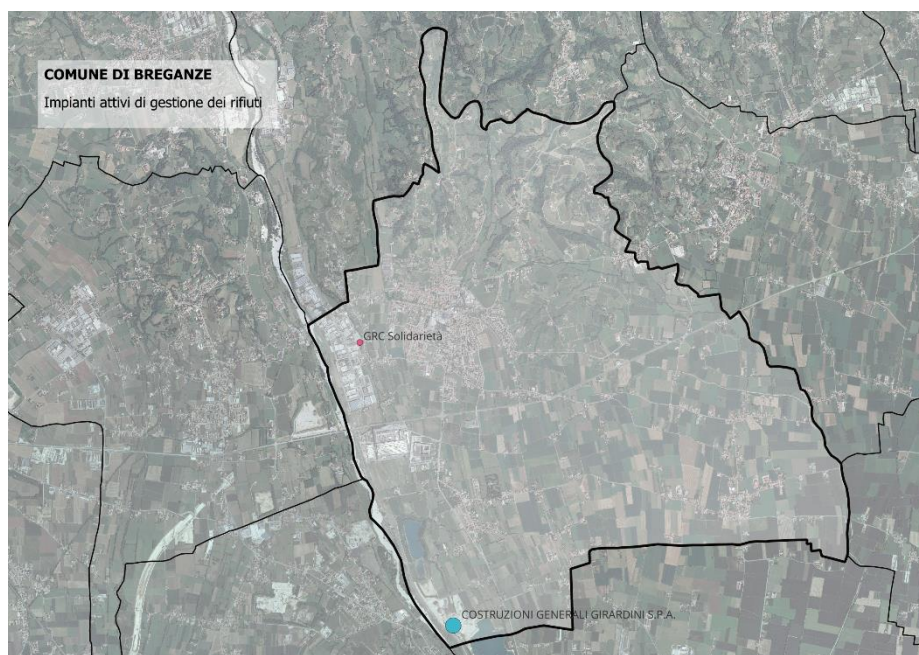 COMUNE DI BREGANZE
Impianti attivi di gestione dei rifiuti
GRC Solidarietà
COSTRUZIONI GENERALI GIRARDINI S.P.A.